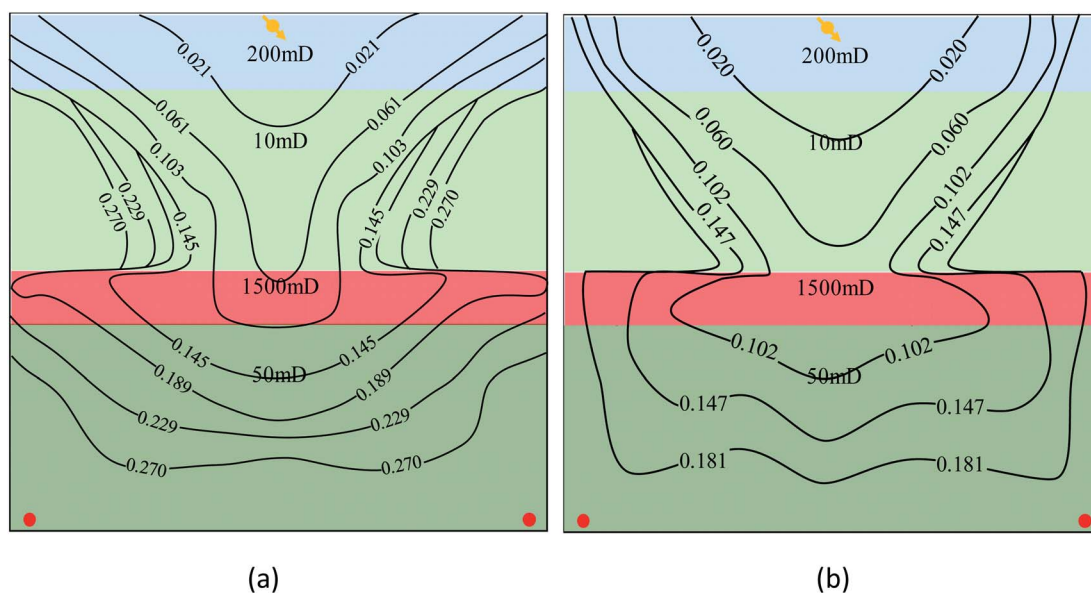 200mD
0.021 0.021
0.061 0.061
10mD
0.103 0.103
0.145 0.145
0.229 0.229
0.270 0.270
1500mD
0.145 0.145
50mD
0.189 0.189
0.229 0.229
0.270 0.270
(a)
200mD
0.020 0.020
0.060 0.060
10mD
0.102 0.102
0.147 0.147
1500mD
0.102 0.102
50mD
0.147 0.147
0.181 0.181
(b)